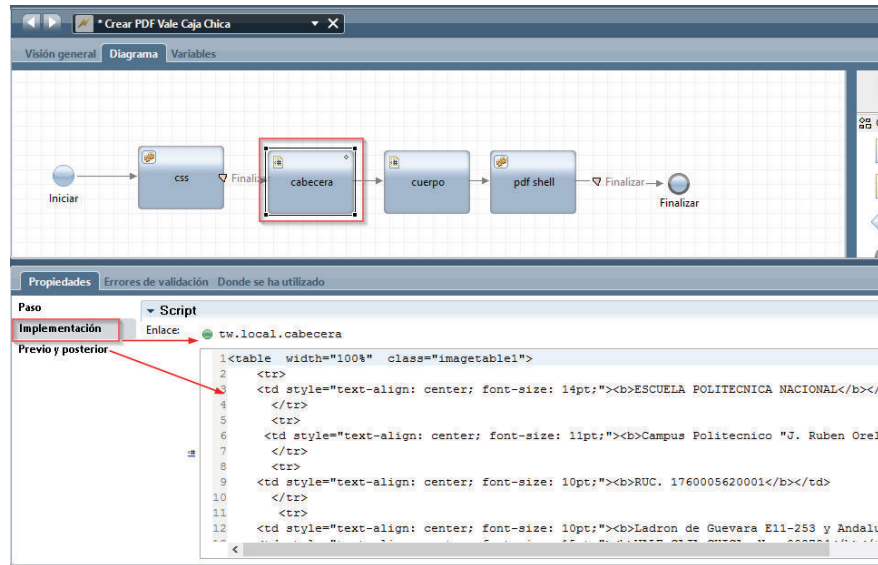 * Crear PDF Vale Caja Chica
Visión general Diagrama Variables
Iniciar
css
Finaliz
cabecera
cuerpo
pdf shell
Finalizar
Finalizar
Propiedades Errores de validación Donde se ha utilizado
Paso
Implementación
Previo y posterior
Script
Enlace: tw.local.cabecera
1 <table width="100%" class="imagetable1">
2 <tr>
3 <td style="text-align: center; font-size: 14pt;"><b>ESCUELA POLITECNICA NACIONAL</b></
4 </tr>
5 <tr>
6 <td style="text-align: center; font-size: 11pt;"><b>Campus Politecnico "J. Ruben Orel
7 </tr>
8 <tr>
9 <td style="text-align: center; font-size: 10pt;"><b>RUC. 1760005620001</b></td>
10 </tr>
11 <tr>
12 <td style="text-align: center; font-size: 10pt;"><b>Ladron de Guevara E11-253 y Andalu